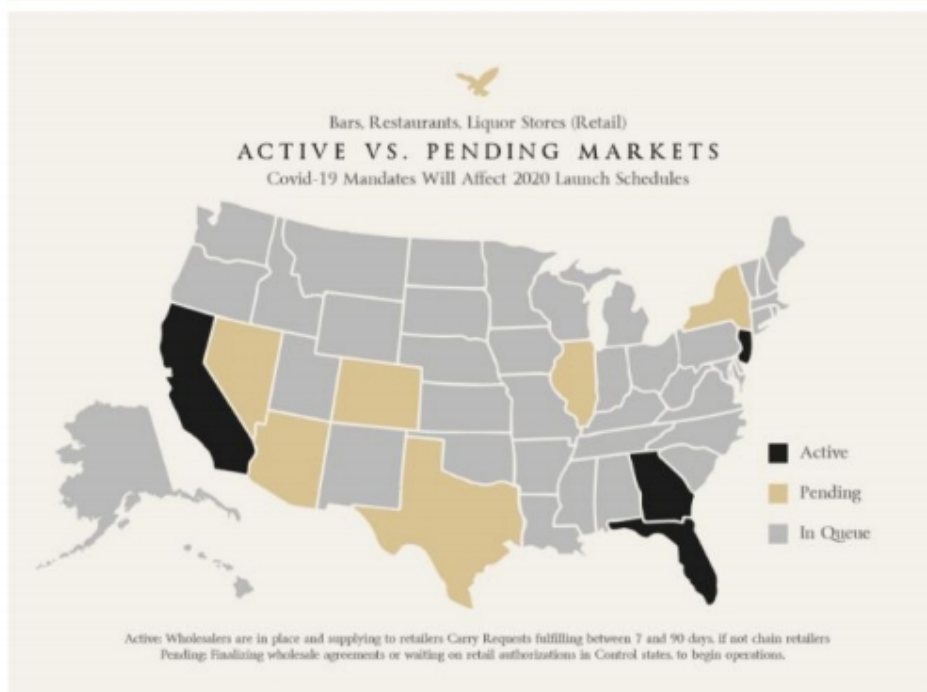 Bars, Restaurants, Liquor Stores (Retail)
ACTIVE VS. PENDING MARKETS
Covid-19 Mandates Will Affect 2020 Launch Schedules
Active
Pending
In Queue
Active: Wholesalers are in place and supplying to retailers Carry Requests fulfilling between 7 and 90 days, if not chain retailers
Pending: Finalizing wholesale agreements or waiting on retail authorizations in Control states, to begin operations.